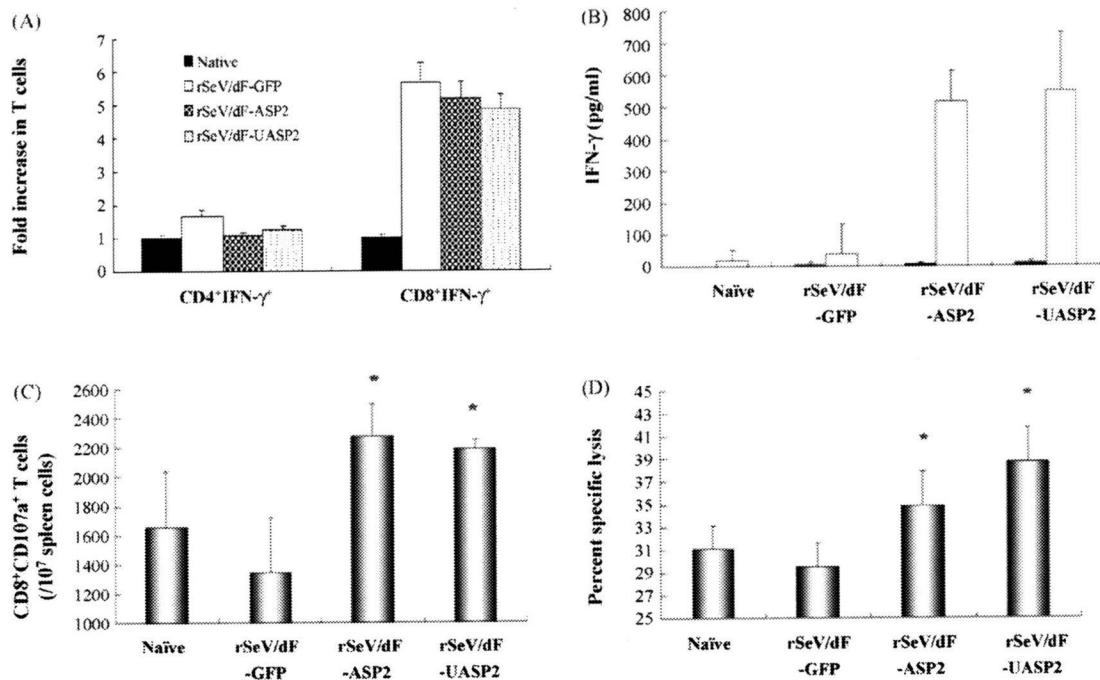 (A)
Fold increase in T cells
7
6
5
4
3
2
1
0
Native
rSeV/dF-GFP
rSeV/dF-ASP2
rSeV/dF-UASP2
CD4+IFN-γ+
CD8+IFN-γ+
(B)
IFN-γ (pg/ml)
800
700
600
500
400
300
200
100
0
Naïve
rSeV/dF
-GFP
rSeV/dF
-ASP2
rSeV/dF
-UASP2
(C)
CD8+CD107a+ T cells
(/10^7 spleen cells)
2600
2400
2200
2000
1800
1600
1400
1200
1000
*
*
Naïve
rSeV/dF
-GFP
rSeV/dF
-ASP2
rSeV/dF
-UASP2
(D)
Percent specific lysis
45
43
41
39
37
35
33
31
29
27
25
*
*
Naïve
rSeV/dF
-GFP
rSeV/dF
-ASP2
rSeV/dF
-UASP2